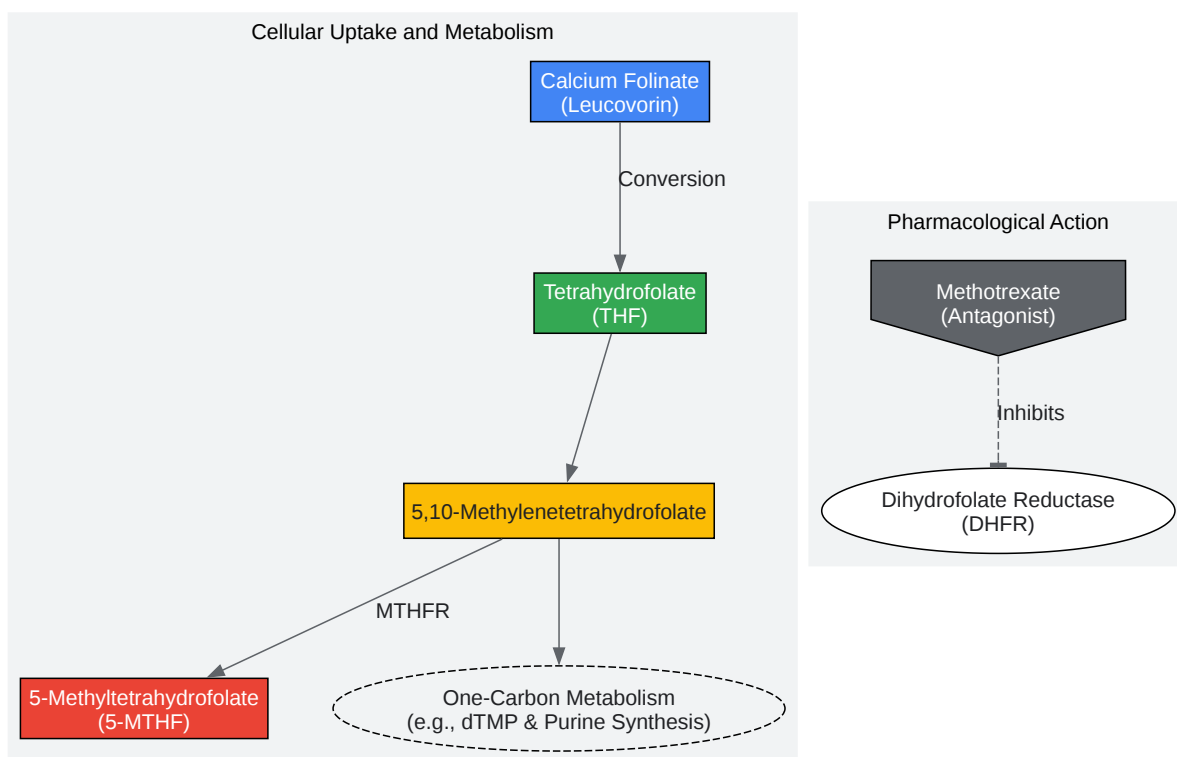 Cellular Uptake and Metabolism
Calcium Folinate
(Leucovorin)
Conversion
Tetrahydrofolate
(THF)
5,10-Methylenetetrahydrofolate
MTHFR
5-Methyltetrahydrofolate
(5-MTHF)
One-Carbon Metabolism
(e.g., dTMP & Purine Synthesis)
Pharmacological Action
Methotrexate
(Antagonist)
Inhibits
Dihydrofolate Reductase
(DHFR)